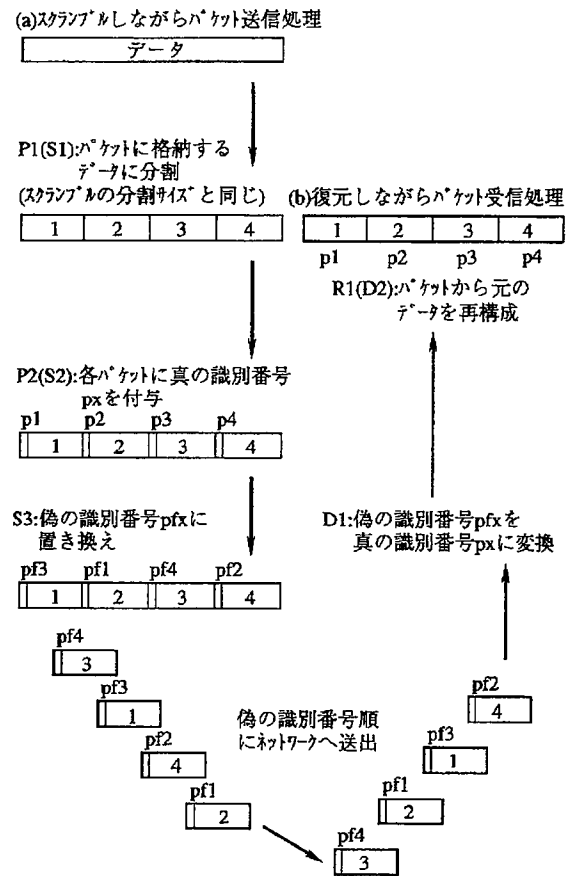 (a)ｽｸﾗﾝﾌﾞﾙしながらﾊﾟｹｯﾄ送信処理
データ
P1(S1):ﾊﾟｹｯﾄに格納する
データに分割
(ｽｸﾗﾝﾌﾞﾙの分割ｻｲｽﾞと同じ)
1 2 3 4
P2(S2):各ﾊﾟｹｯﾄに真の識別番号
pxを付与
p1 p2 p3 p4
1 2 3 4
S3:偽の識別番号pfxに
置き換え
pf3 pf1 pf4 pf2
1 2 3 4
pf4
3
pf3
1
pf2
4
pf1
2
偽の識別番号順
にﾈｯﾄﾜｰｸへ送出
pf4
3
pf1
2
pf3
1
pf2
4
D1:偽の識別番号pfxを
真の識別番号pxに変換
R1(D2):ﾊﾟｹｯﾄから元の
ﾃﾞｰﾀを再構成
(b)復元しながらﾊﾟｹｯﾄ受信処理
1 2 3 4
p1 p2 p3 p4